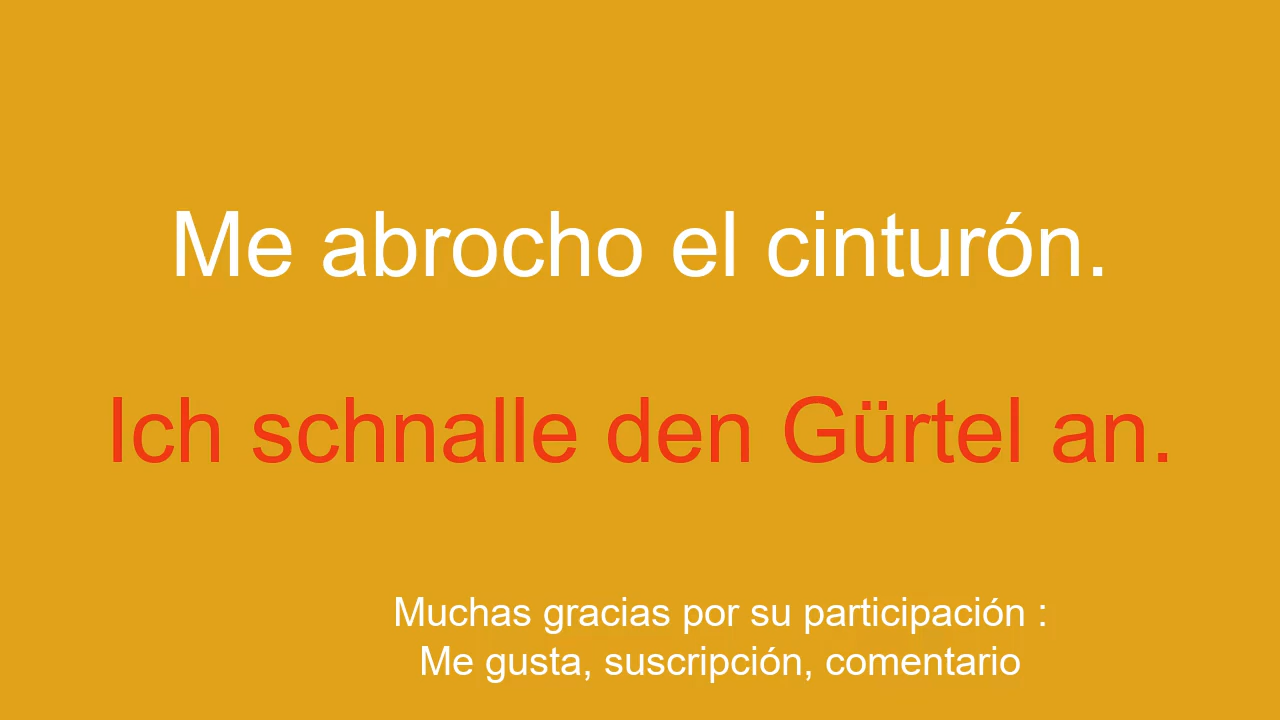 Me abrocho el cinturón.
Ich schnalle den Gürtel an.
Muchas gracias por su participación :
Me gusta, suscripción, comentario